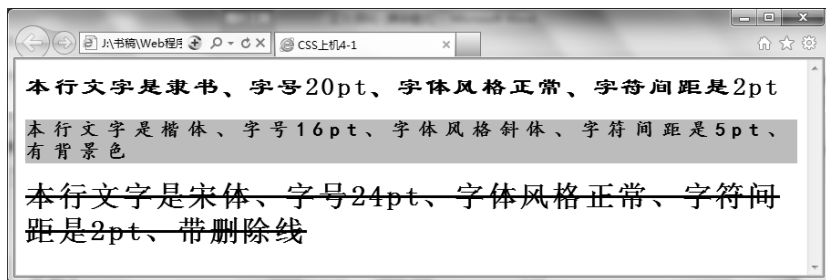 J:\书稿\Web程序
CSS上机4-1
本行文字是隶书、字号20pt、字体风格正常、字符间距是2pt
本行文字是楷体、字号16pt、字体风格斜体、字符间距是5pt、
有背景色
本行文字是宋体、字号24pt、字体风格正常、字符间
距是2pt、带删除线